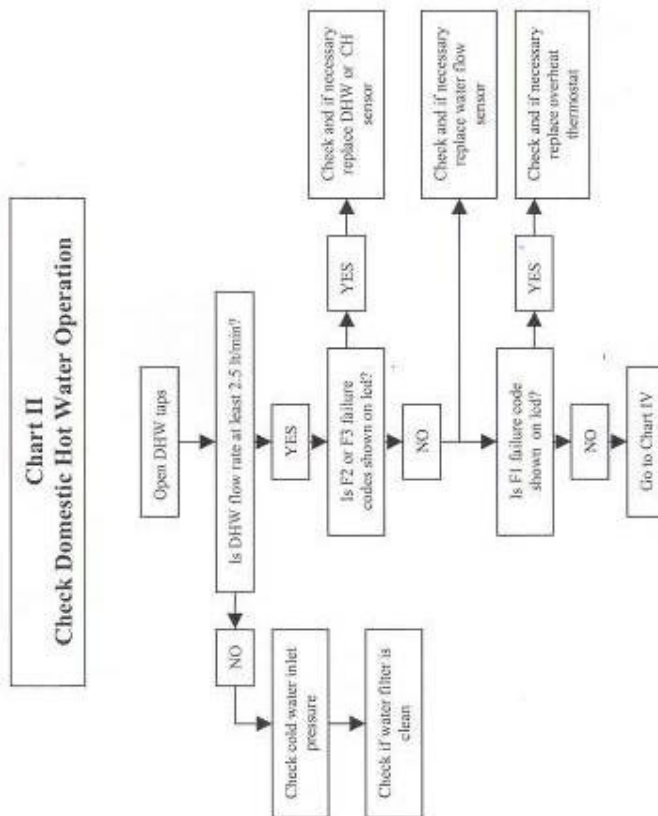 Chart II
Check Domestic Hot Water Operation
Open DHW taps
Is DHW flow rate at least 2.5 lt/min?
NO
Check cold water inlet
pressure
Check if water filter is
clean
YES
Is F2 or F3 failure
codes shown on lcd?
YES
Check and if necessary
replace DHW or CH
sensor
NO
Check and if necessary
replace water flow
sensor
Is F1 failure code
shown on lcd?
YES
Check and if necessary
replace overheat
thermostat
NO
Go to Chart IV